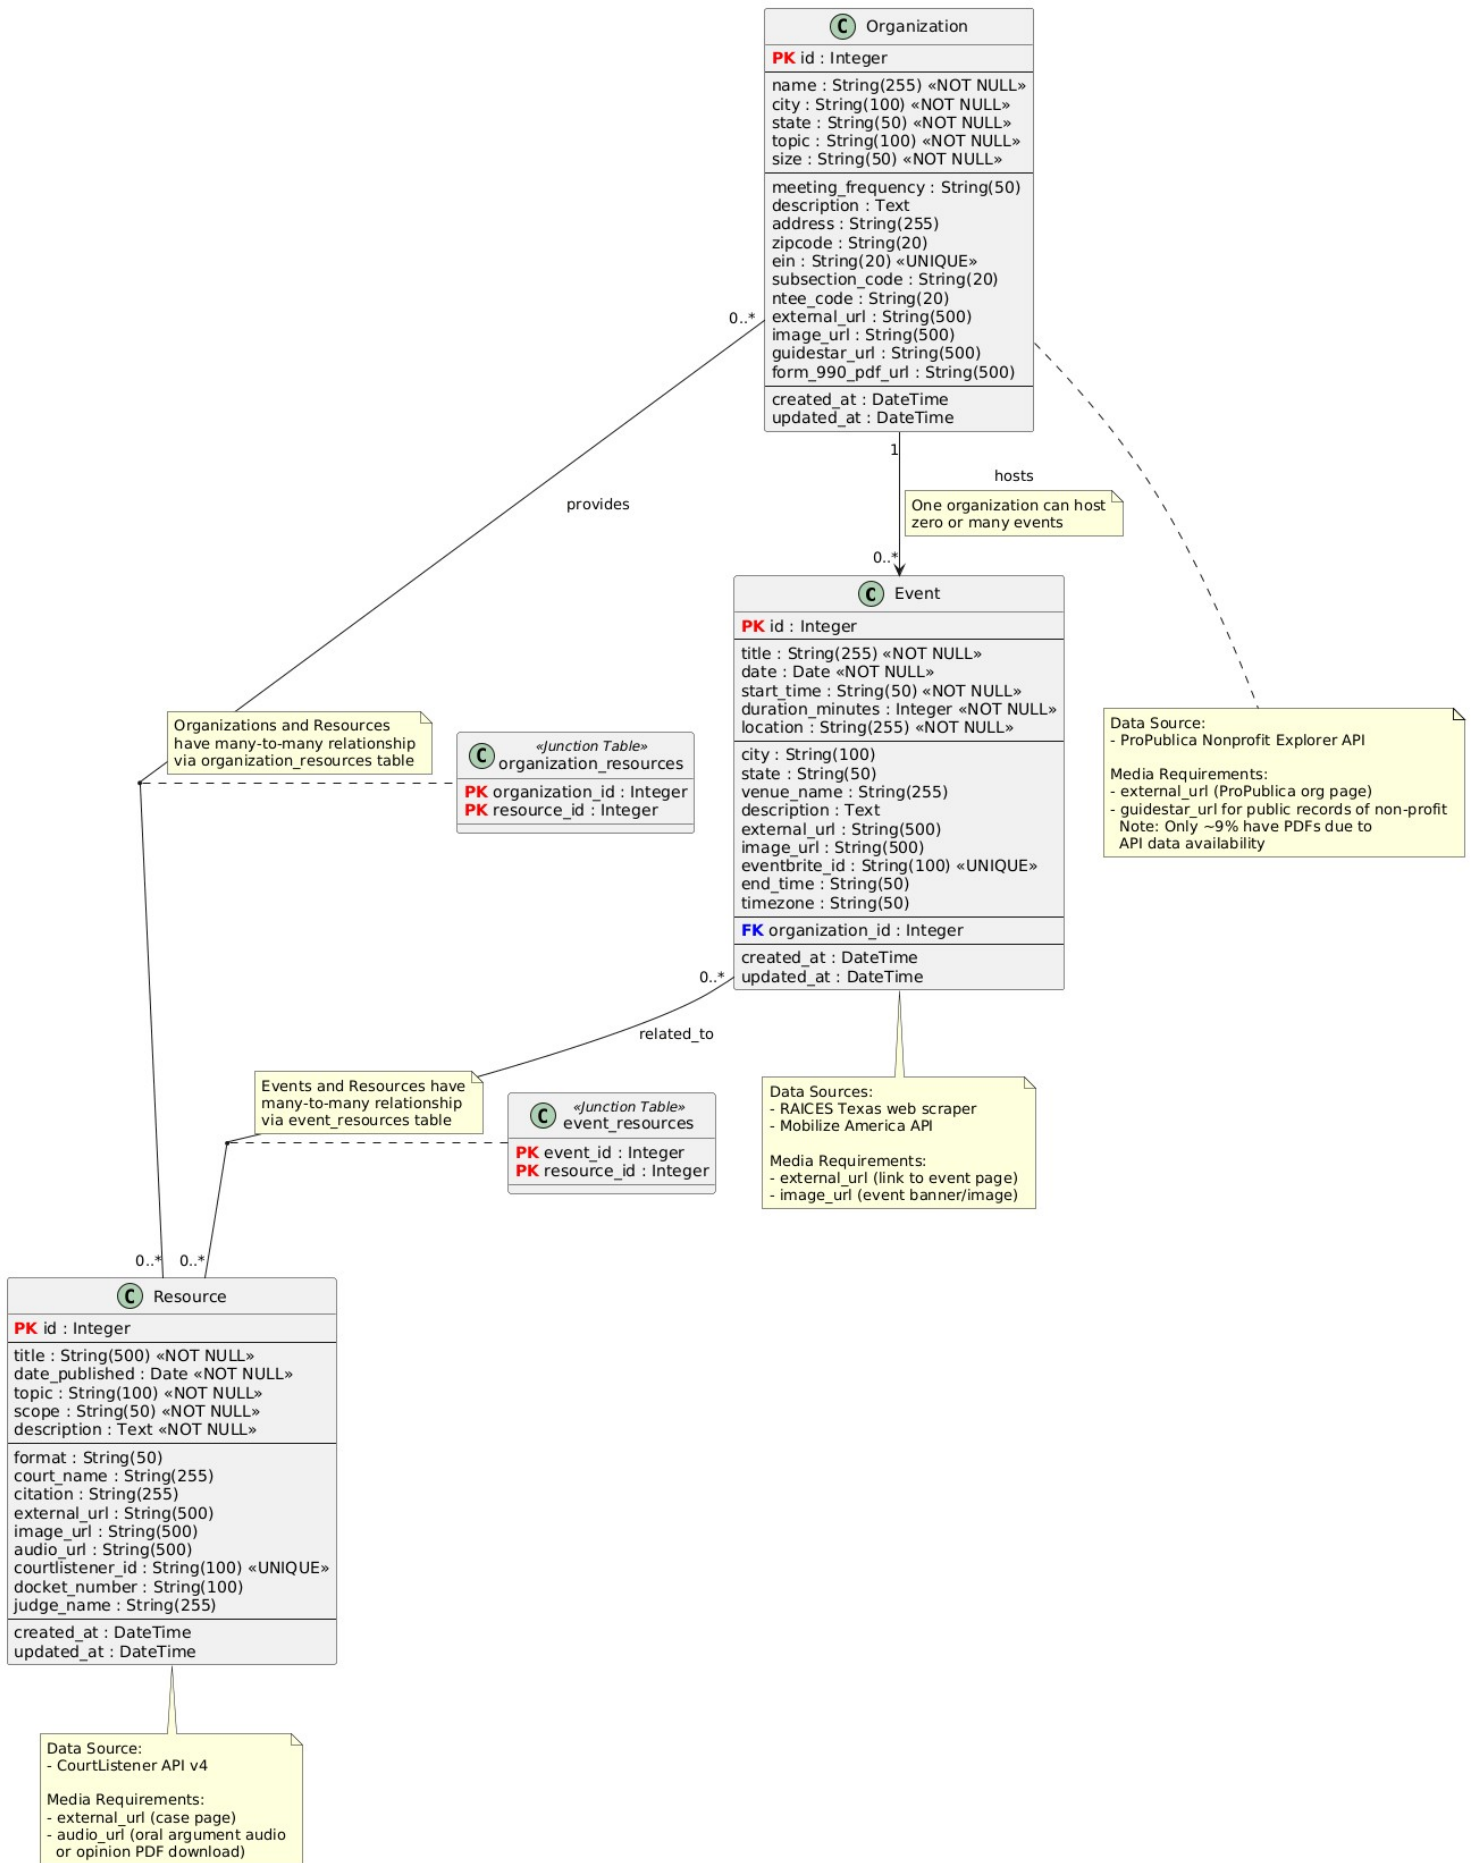 C Organization
PK id : Integer
name : String(255) «NOT NULL»
city : String(100) «NOT NULL»
state : String(50) «NOT NULL»
topic : String(100) «NOT NULL»
size : String(50) «NOT NULL»
meeting_frequency : String(50)
description : Text
address : String(255)
zipcode : String(20)
ein : String(20) «UNIQUE»
subsection_code : String(20)
ntee_code : String(20)
external_url : String(500)
image_url : String(500)
guidestar_url : String(500)
form_990_pdf_url : String(500)
created_at : DateTime
updated_at : DateTime
0..*
provides
1
hosts
One organization can host
zero or many events
0..*
C Event
PK id : Integer
title : String(255) «NOT NULL»
date : Date «NOT NULL»
start_time : String(50) «NOT NULL»
duration_minutes : Integer «NOT NULL»
location : String(255) «NOT NULL»
city : String(100)
state : String(50)
venue_name : String(255)
description : Text
external_url : String(500)
image_url : String(500)
eventbrite_id : String(100) «UNIQUE»
end_time : String(50)
timezone : String(50)
FK organization_id : Integer
created_at : DateTime
updated_at : DateTime
Data Source:
- ProPublica Nonprofit Explorer API
Media Requirements:
- external_url (ProPublica org page)
- guidestar_url for public records of non-profit
Note: Only ~9% have PDFs due to
API data availability
Organizations and Resources
have many-to-many relationship
via organization_resources table
«Junction Table»
C organization_resources
PK organization_id : Integer
PK resource_id : Integer
0..*
related_to
Events and Resources have
many-to-many relationship
via event_resources table
«Junction Table»
C event_resources
PK event_id : Integer
PK resource_id : Integer
Data Sources:
- RAICES Texas web scraper
- Mobilize America API
Media Requirements:
- external_url (link to event page)
- image_url (event banner/image)
0..* 0..*
C Resource
PK id : Integer
title : String(500) «NOT NULL»
date_published : Date «NOT NULL»
topic : String(100) «NOT NULL»
scope : String(50) «NOT NULL»
description : Text «NOT NULL»
format : String(50)
court_name : String(255)
citation : String(255)
external_url : String(500)
image_url : String(500)
audio_url : String(500)
courtlistener_id : String(100) «UNIQUE»
docket_number : String(100)
judge_name : String(255)
created_at : DateTime
updated_at : DateTime
Data Source:
- CourtListener API v4
Media Requirements:
- external_url (case page)
- audio_url (oral argument audio
or opinion PDF download)